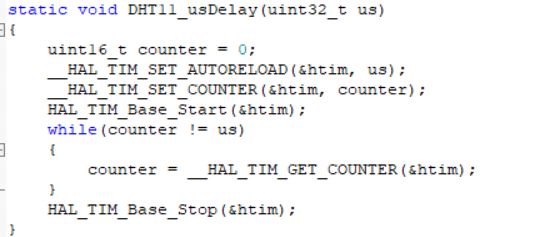 static void DHT11_usDelay(uint32_t us)
{
    uint16_t counter = 0;
    __HAL_TIM_SET_AUTORELOAD(&htim, us);
    __HAL_TIM_SET_COUNTER(&htim, counter);
    HAL_TIM_Base_Start(&htim);
    while(counter != us)
    {
        counter = __HAL_TIM_GET_COUNTER(&htim);
    }
    HAL_TIM_Base_Stop(&htim);
}